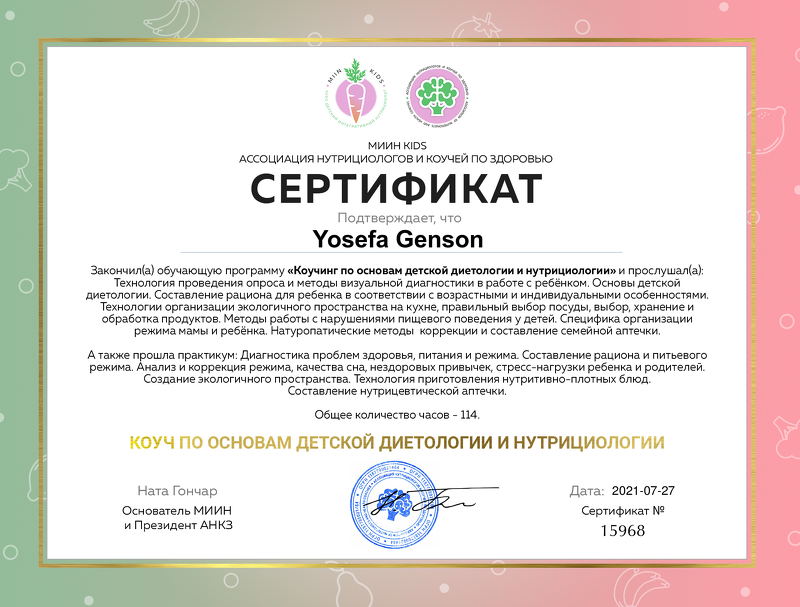 MIIN KIDS
МИИН KIDS
АССОЦИАЦИЯ НУТРИЦИОЛОГОВ И КОУЧЕЙ ПО ЗДОРОВЬЮ
СЕРТИФИКАТ
Подтверждает, что
Yosefa Genson
Закончил(а) обучающую программу «Коучинг по основам детской диетологии и нутрициологии» и прослушал(а):
Технология проведения опроса и методы визуальной диагностики в работе с ребёнком. Основы детской
диетологии. Составление рациона для ребенка в соответствии с возрастными и индивидуальными особенностями.
Технологии организации экологичного пространства на кухне, правильный выбор посуды, выбор, хранение и
обработка продуктов. Методы работы с нарушениями пищевого поведения у детей. Специфика организации
режима мамы и ребёнка. Натуропатические методы коррекции и составление семейной аптечки.
А также прошла практикум: Диагностика проблем здоровья, питания и режима. Составление рациона и питьевого
режима. Анализ и коррекция режима, качества сна, нездоровых привычек, стресс-нагрузки ребенка и родителей.
Создание экологичного пространства. Технология приготовления нутритивно-плотных блюд.
Составление нутрицевтической аптечки.
Общее количество часов - 114.
КОУЧ ПО ОСНОВАМ ДЕТСКОЙ ДИЕТОЛОГИИ И НУТРИЦИОЛОГИИ
Ната Гончар
Основатель МИИН
и Президент АНКЗ
Дата: 2021-07-27
Сертификат №
15968